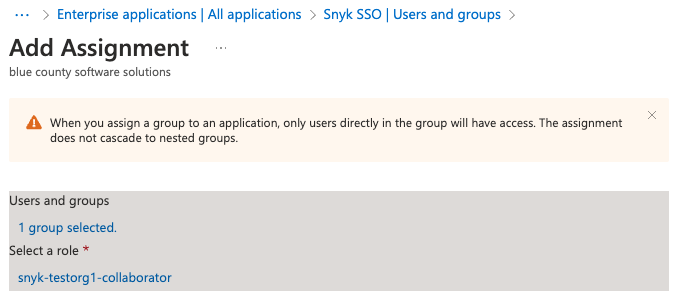 ··· > Enterprise applications | All applications > Snyk SSO | Users and groups >
Add Assignment ···
blue county software solutions
When you assign a group to an application, only users directly in the group will have access. The assignment
does not cascade to nested groups.
Users and groups
1 group selected.
Select a role *
snyk-testorg1-collaborator